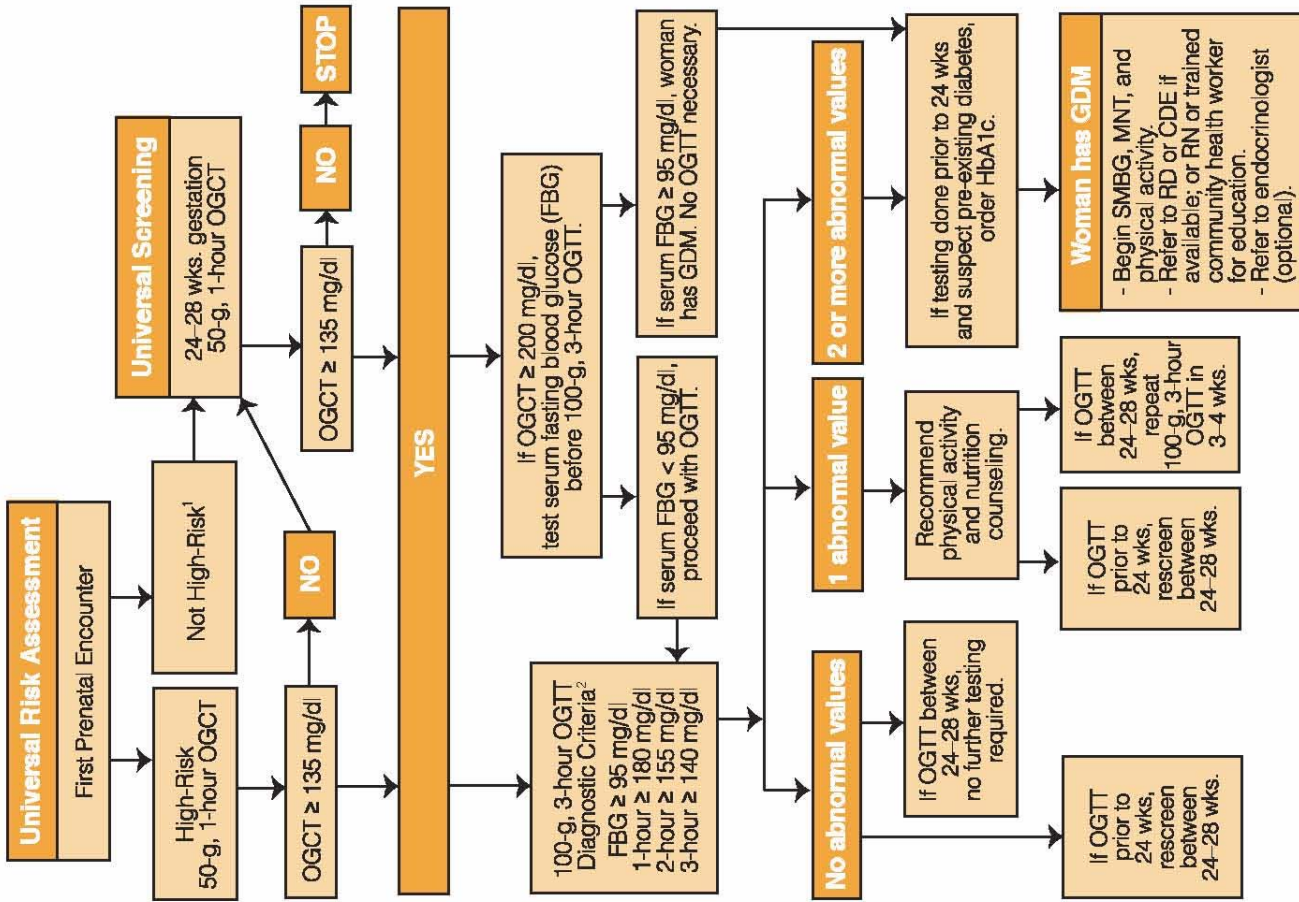 Universal Risk Assessment
First Prenatal Encounter
High-Risk
50-g, 1-hour OGCT
Not High-Risk¹
Universal Screening
24–28 wks. gestation
50-g, 1-hour OGCT
OGCT ≥ 135 mg/dl
NO
OGCT ≥ 135 mg/dl
NO
STOP
YES
100-g, 3-hour OGTT
Diagnostic Criteria²
FBG ≥ 95 mg/dl
1-hour ≥ 180 mg/dl
2-hour ≥ 155 mg/dl
3-hour ≥ 140 mg/dl
If OGCT ≥ 200 mg/dl,
test serum fasting blood glucose (FBG)
before 100-g, 3-hour OGTT.
If serum FBG < 95 mg/dl,
proceed with OGTT.
If serum FBG ≥ 95 mg/dl, woman
has GDM. No OGTT necessary.
No abnormal values
1 abnormal value
2 or more abnormal values
If OGTT between
24–28 wks,
no further testing
required.
Recommend
physical activity
and nutrition
counseling.
If testing done prior to 24 wks
and suspect pre-existing diabetes,
order HbA1c.
If OGTT
prior to
24 wks,
rescreen
between
24–28 wks.
If OGTT
prior to
24 wks,
rescreen
between
24–28 wks.
If OGTT
between
24–28 wks,
repeat
100-g, 3-hour
OGTT in
3–4 wks.
Woman has GDM
- Begin SMBG, MNT, and
physical activity.
- Refer to RD or CDE if
available; or RN or trained
community health worker
for education.
- Refer to endocrinologist
(optional).